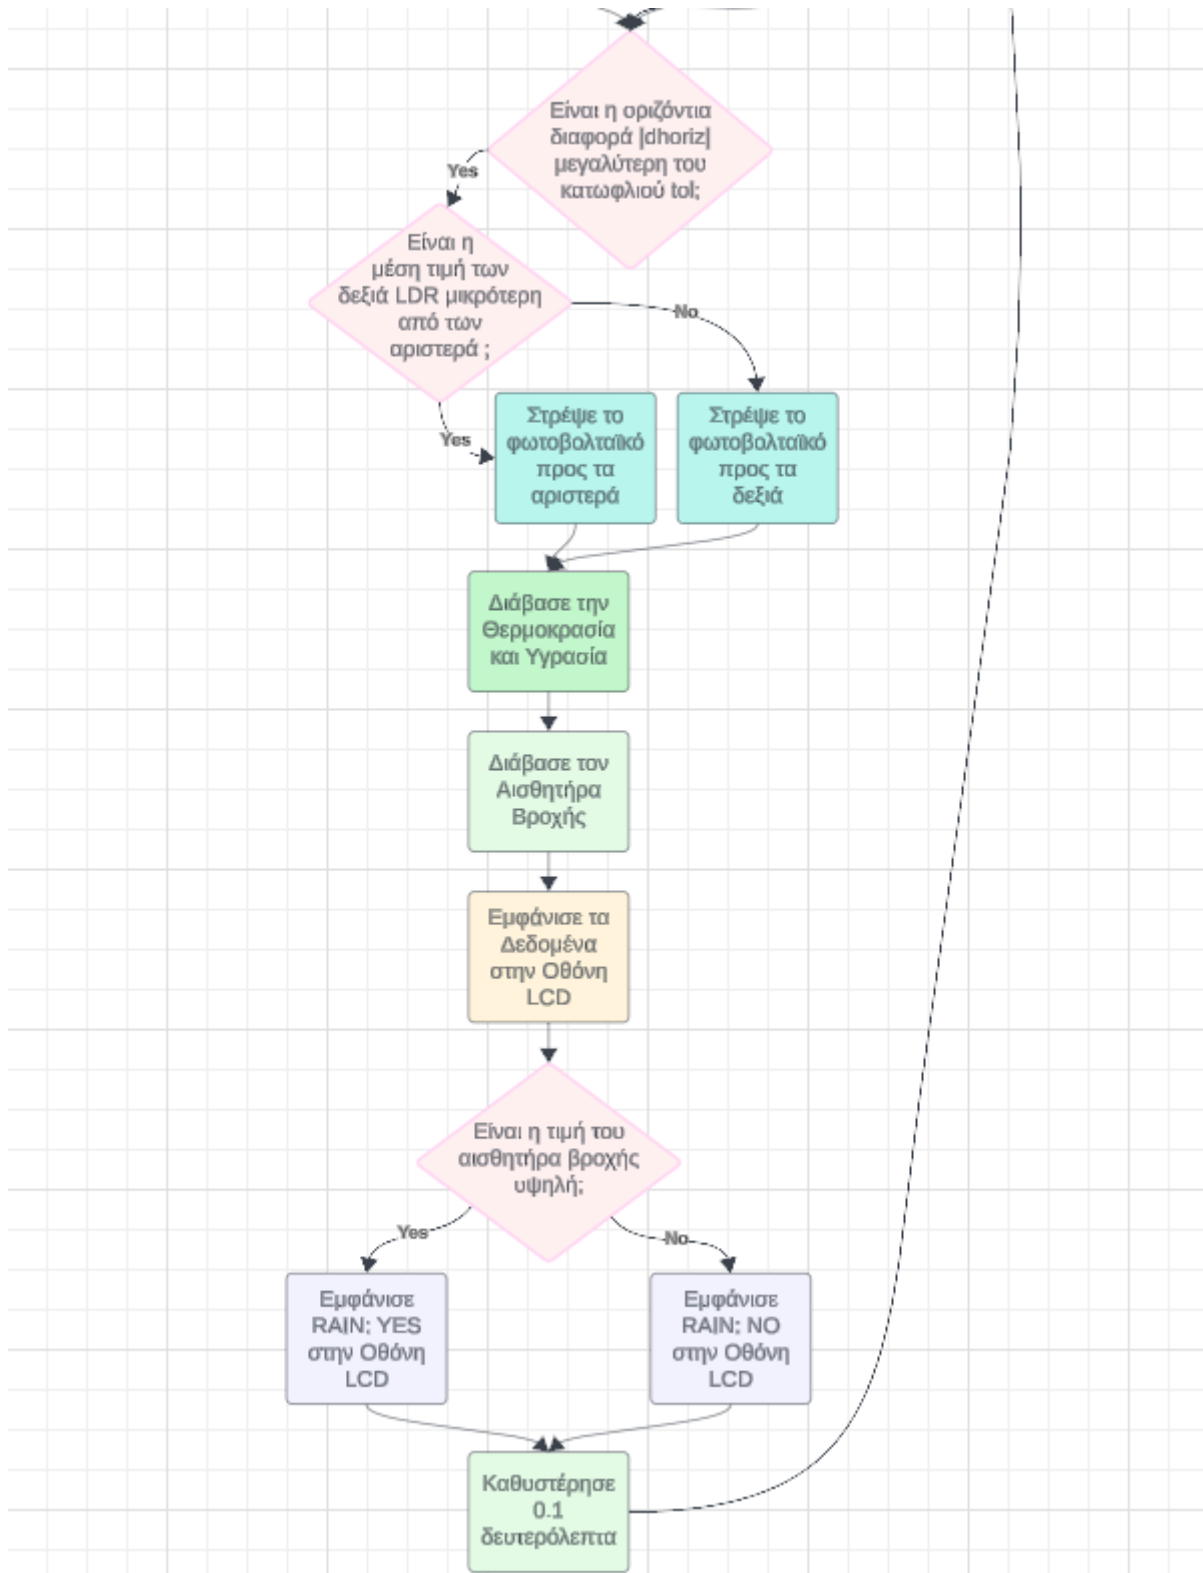 Είναι η οριζόντια
διαφορά |dhoriz|
μεγαλύτερη του
κατωφλιού tol;
Yes
Είναι η
μέση τιμή των
δεξιά LDR μικρότερη
από των
αριστερά ;
No
Yes
Στρέψε το
φωτοβολταϊκό
προς τα
αριστερά
Στρέψε το
φωτοβολταϊκό
προς τα
δεξιά
Διάβασε την
Θερμοκρασία
και Υγρασία
Διάβασε τον
Αισθητήρα
Βροχής
Εμφάνισε τα
Δεδομένα
στην Οθόνη
LCD
Είναι η τιμή του
αισθητήρα βροχής
υψηλή;
Yes
No
Εμφάνισε
RAIN: YES
στην Οθόνη
LCD
Εμφάνισε
RAIN: NO
στην Οθόνη
LCD
Καθυστέρησε
0.1
δευτερόλεπτα